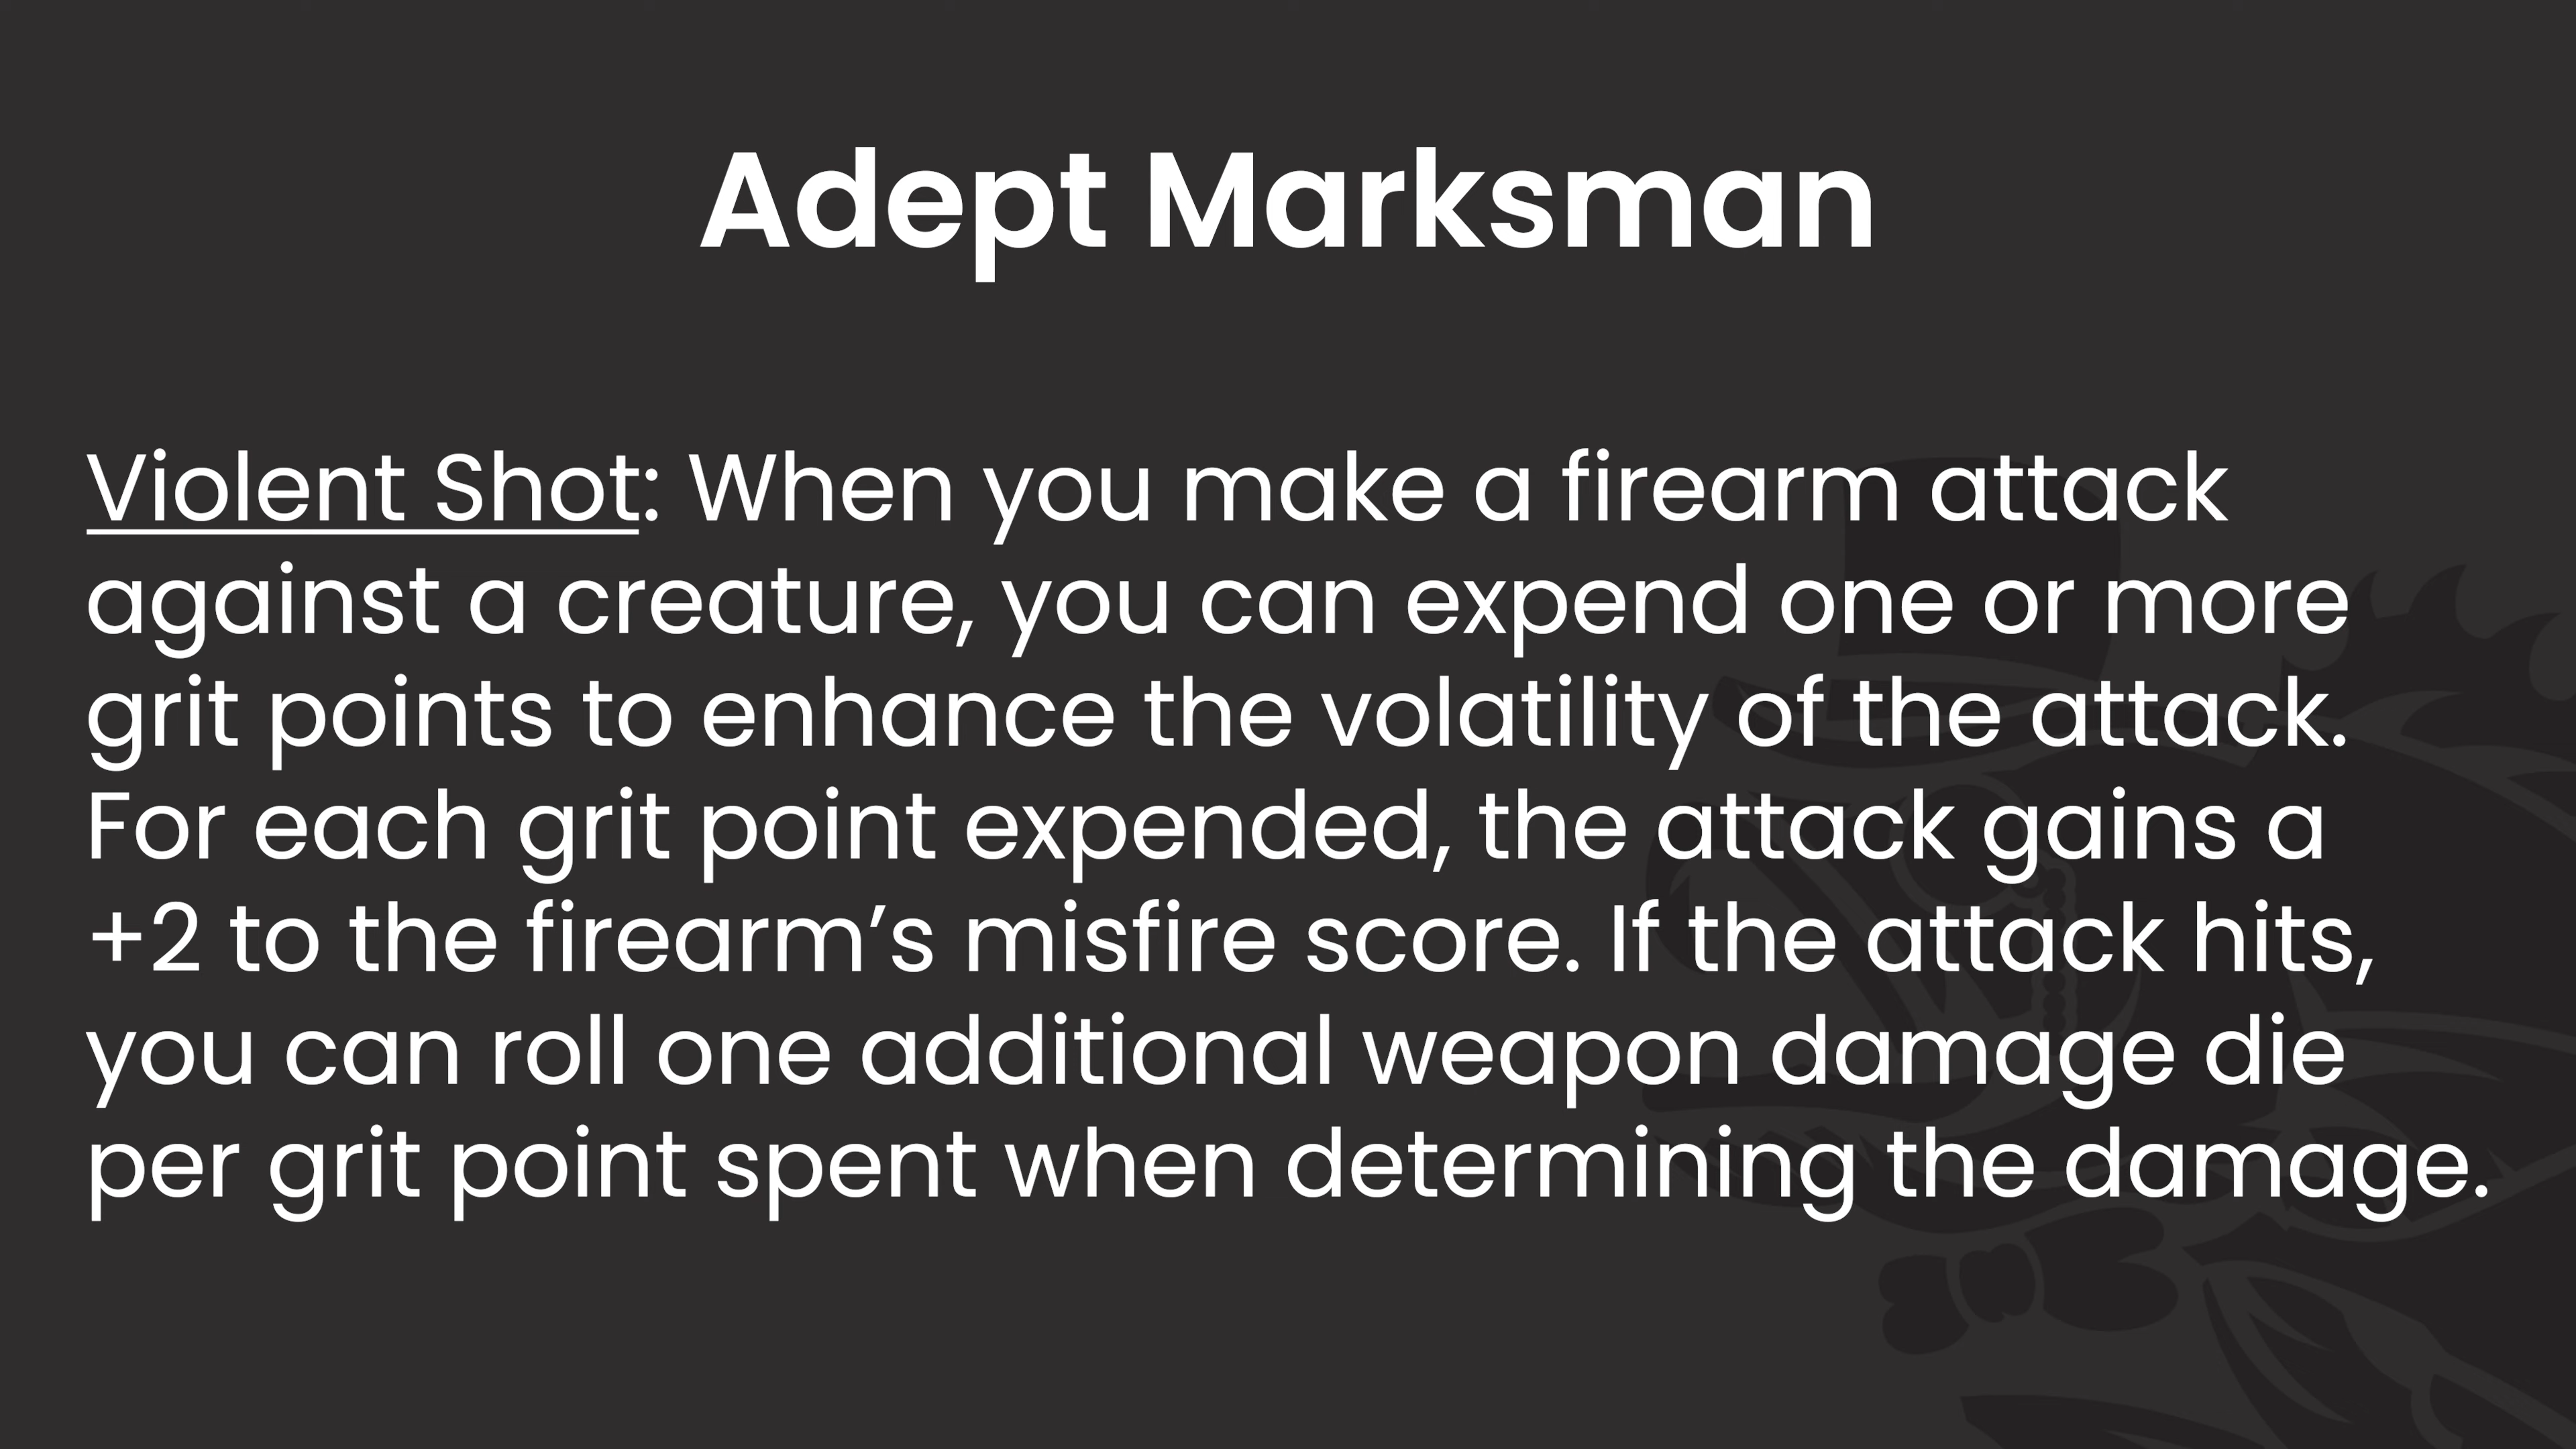 Adept Marksman
Violent Shot: When you make a firearm attack
against a creature, you can expend one or more
grit points to enhance the volatility of the attack.
For each grit point expended, the attack gains a
+2 to the firearm’s misfire score. If the attack hits,
you can roll one additional weapon damage die
per grit point spent when determining the damage.